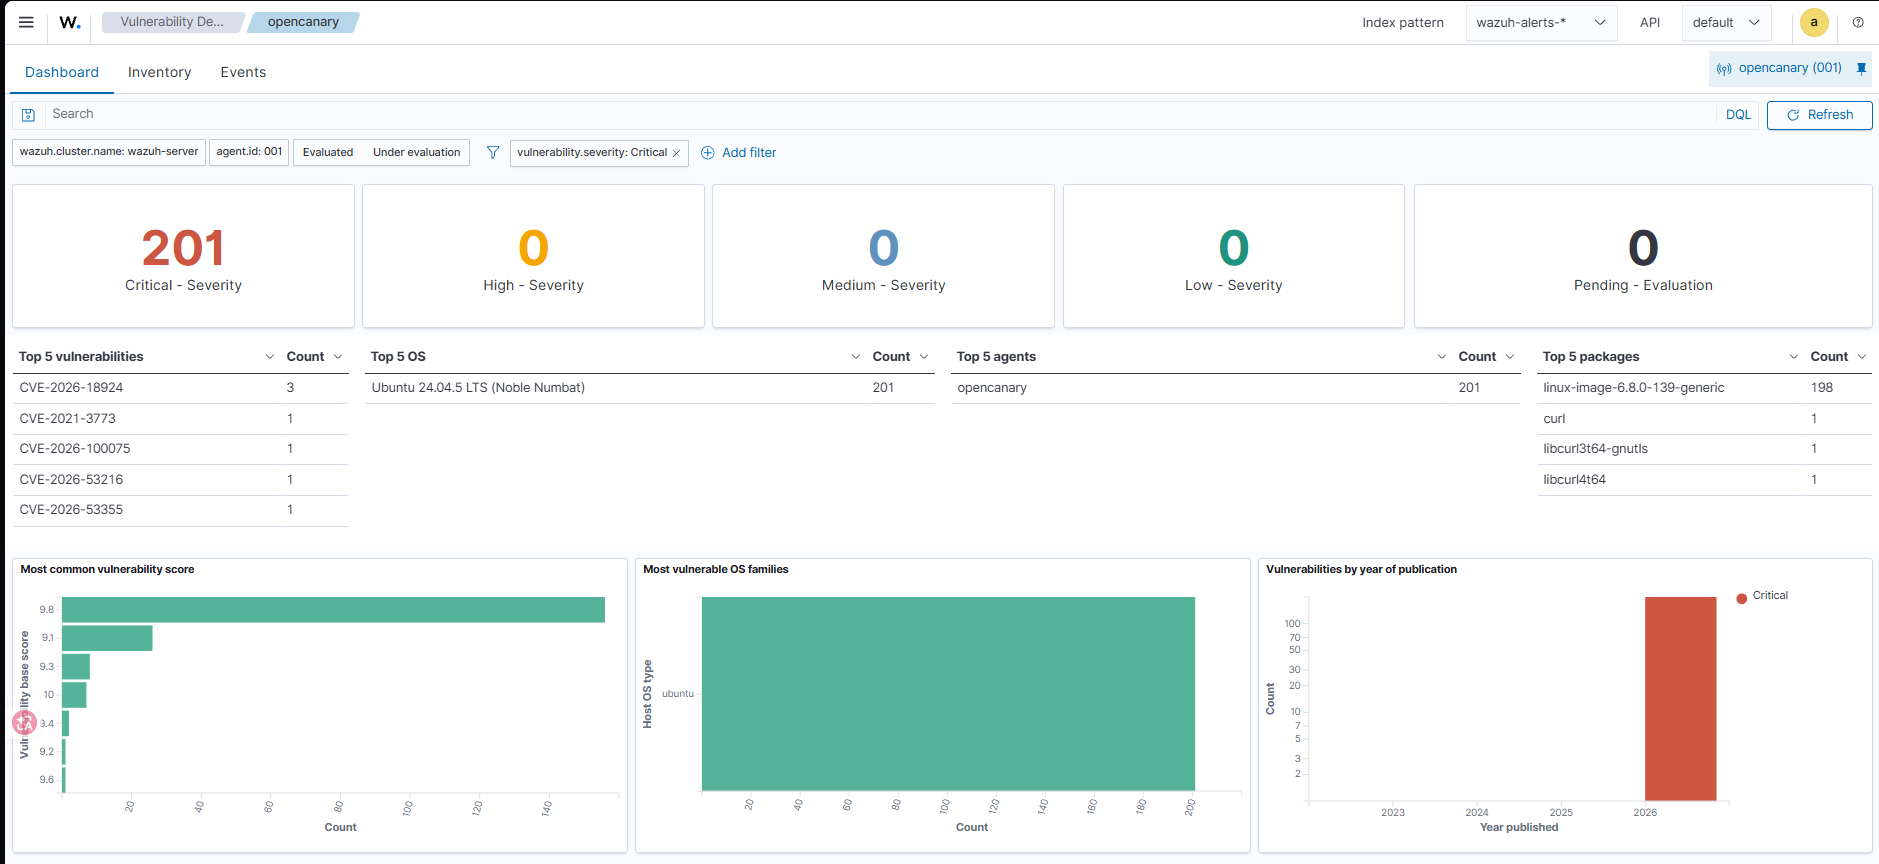 W. Vulnerability De... opencanary Index pattern wazuh-alerts-* API default a
Dashboard Inventory Events opencanary (001)
Search DQL Refresh
wazuh.cluster.name: wazuh-server agent.id: 001 Evaluated Under evaluation vulnerability.severity: Critical Add filter
201 0 0 0 0
Critical - Severity High - Severity Medium - Severity Low - Severity Pending - Evaluation
Top 5 vulnerabilities Count Top 5 OS Count Top 5 agents Count Top 5 packages Count
CVE-2026-18924 3 Ubuntu 24.04.5 LTS (Noble Numbat) 201 opencanary 201 linux-image-6.8.0-139-generic 198
CVE-2021-3773 1 curl 1
CVE-2026-100075 1 libcurl3t64-gnutls 1
CVE-2026-53216 1 libcurl4t64 1
CVE-2026-53355 1
Most common vulnerability score
Vulnerability base score
9.8
9.1
9.3
10
9.4
9.2
9.6
20 40 60 80 100 120 140
Count
Most vulnerable OS families
Host OS type
ubuntu
20 40 60 80 100 120 140 160 180 200
Count
Vulnerabilities by year of publication
Critical
Count
100
70
50
30
20
10
7
5
3
2
2023 2024 2025 2026
Year published